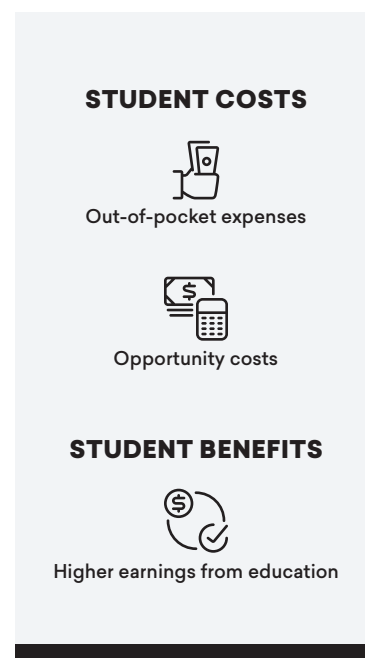 STUDENT COSTS
Out-of-pocket expenses
$
Opportunity costs
STUDENT BENEFITS
$
Higher earnings from education